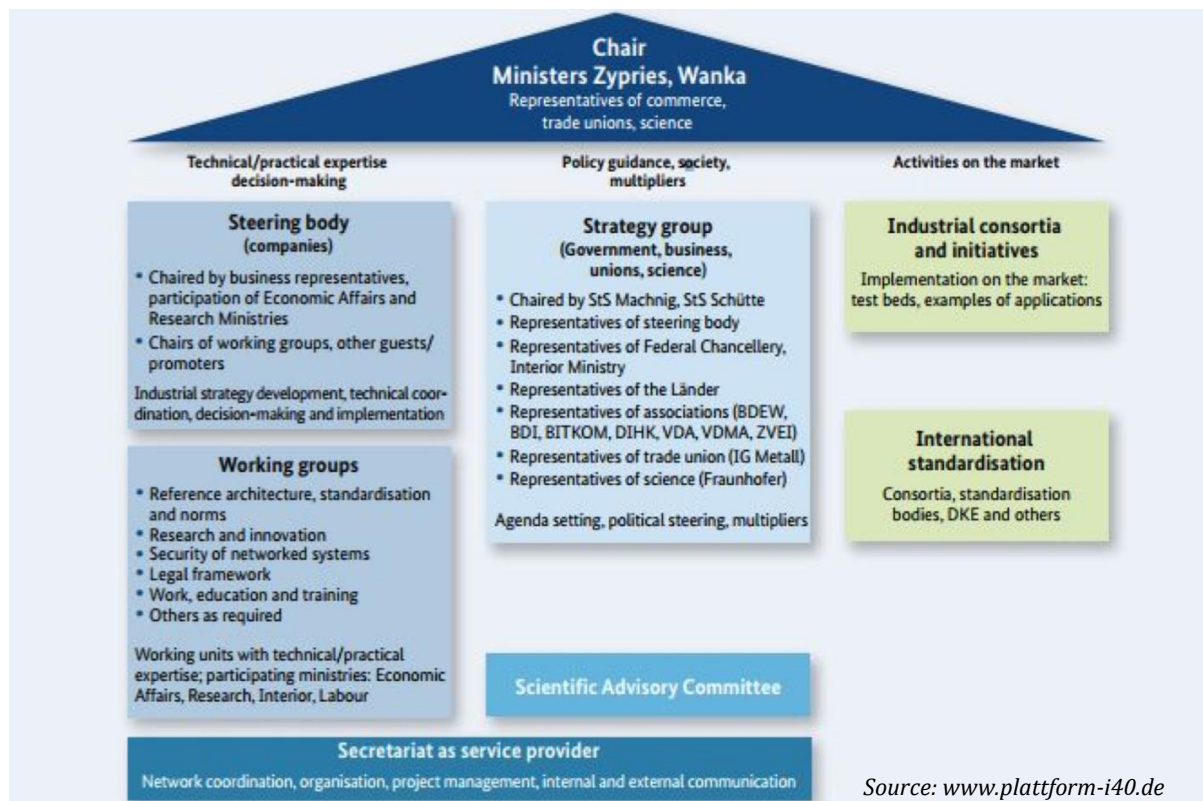 Chair
Ministers Zypries, Wanka
Representatives of commerce,
trade unions, science
Technical/practical expertise
decision-making
Policy guidance, society,
multipliers
Activities on the market
Steering body
(companies)
• Chaired by business representatives,
participation of Economic Affairs and
Research Ministries
• Chairs of working groups, other guests/
promoters
Industrial strategy development, technical coor-
dination, decision-making and implementation
Working groups
• Reference architecture, standardisation
and norms
• Research and innovation
• Security of networked systems
• Legal framework
• Work, education and training
• Others as required
Working units with technical/practical
expertise; participating ministries: Economic
Affairs, Research, Interior, Labour
Strategy group
(Government, business,
unions, science)
• Chaired by StS Machnig, StS Schütte
• Representatives of steering body
• Representatives of Federal Chancellery,
Interior Ministry
• Representatives of the Länder
• Representatives of associations (BDEW,
BDI, BITKOM, DIHK, VDA, VDMA, ZVEI)
• Representatives of trade union (IG Metall)
• Representatives of science (Fraunhofer)
Agenda setting, political steering, multipliers
Scientific Advisory Committee
Industrial consortia
and initiatives
Implementation on the market:
test beds, examples of applications
International
standardisation
Consortia, standardisation
bodies, DKE and others
Secretariat as service provider
Network coordination, organisation, project management, internal and external communication
Source: www.plattform-i40.de